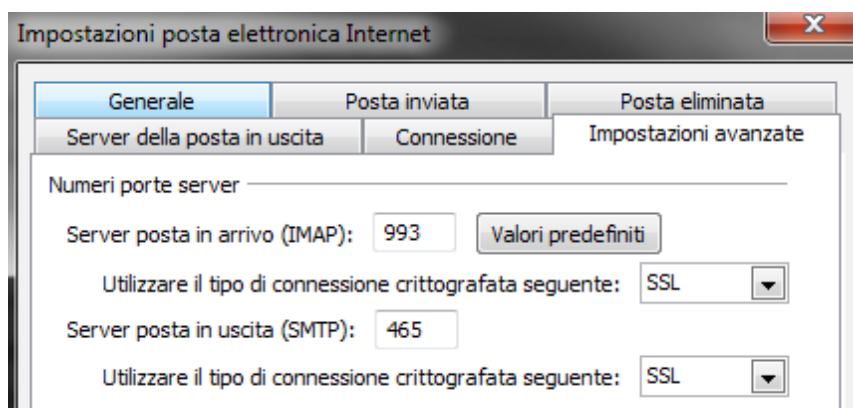 Impostazioni posta elettronica Internet
Generale Posta inviata Posta eliminata
Server della posta in uscita Connessione Impostazioni avanzate
Numeri porte server
Server posta in arrivo (IMAP): 993 Valori predefiniti
Utilizzare il tipo di connessione crittografata seguente: SSL
Server posta in uscita (SMTP): 465
Utilizzare il tipo di connessione crittografata seguente: SSL